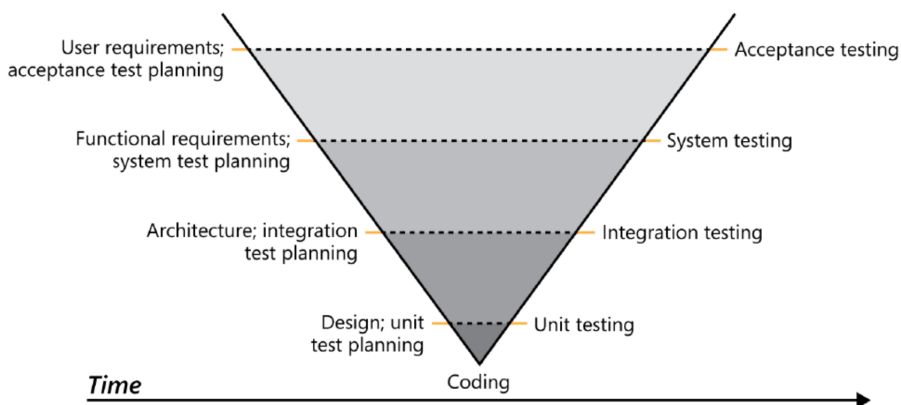 User requirements;
acceptance test planning
Acceptance testing
Functional requirements;
system test planning
System testing
Architecture; integration
test planning
Integration testing
Design; unit
test planning
Unit testing
Coding
Time